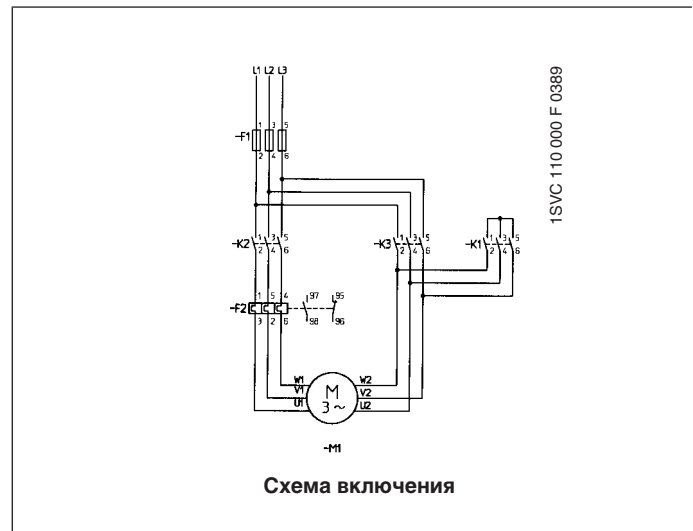 L1 L2 L3
1SVC 110 000 F 0389
-F1
1 3 5
2 4 6
-K2
1 3 5
2 4 6
-K3
1 3 5
2 4 6
-K1
1 3 5
2 4 6
-F2
1 5 4
3 2 6
97 95
98 96
W1
V1
U1
M
3 ~
W2
V2
U2
-M1
Схема включения